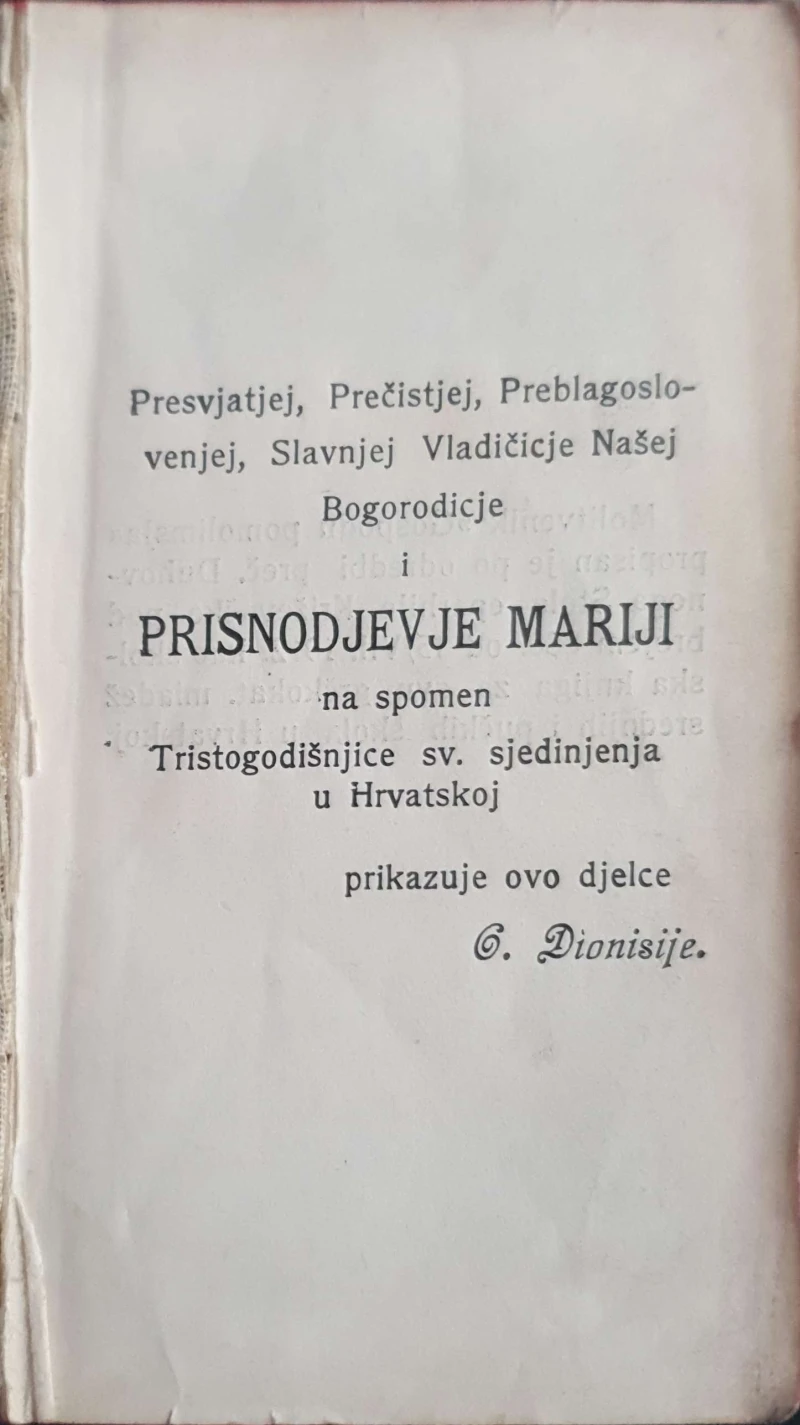 Presvjatjej, Prečistjej, Preblagoslo-
venjej, Slavnjej Vladičicje Našej
Bogorodicje
i
PRISNODJEVJE MARIJI
na spomen
Tristogodišnjice sv. sjedinjenja
u Hrvatskoj
prikazuje ovo djelce
Dionisije.